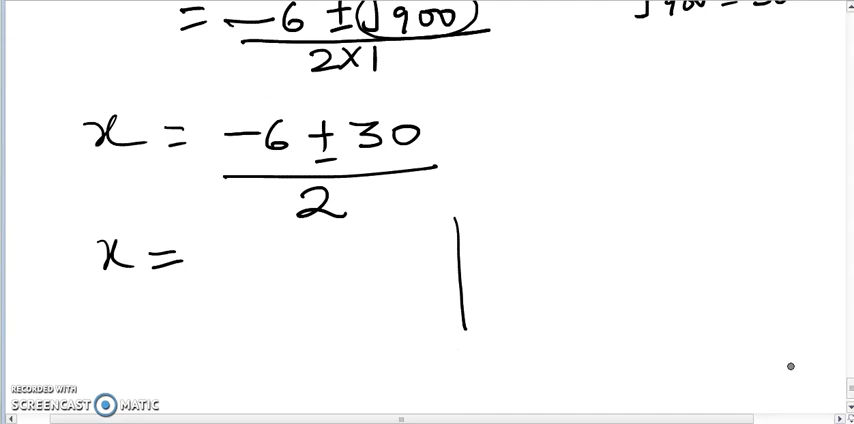 = -6 ± √900
2×1
x = -6 ± 30
2
x =
RECORDED WITH
SCREENCAST MATIC